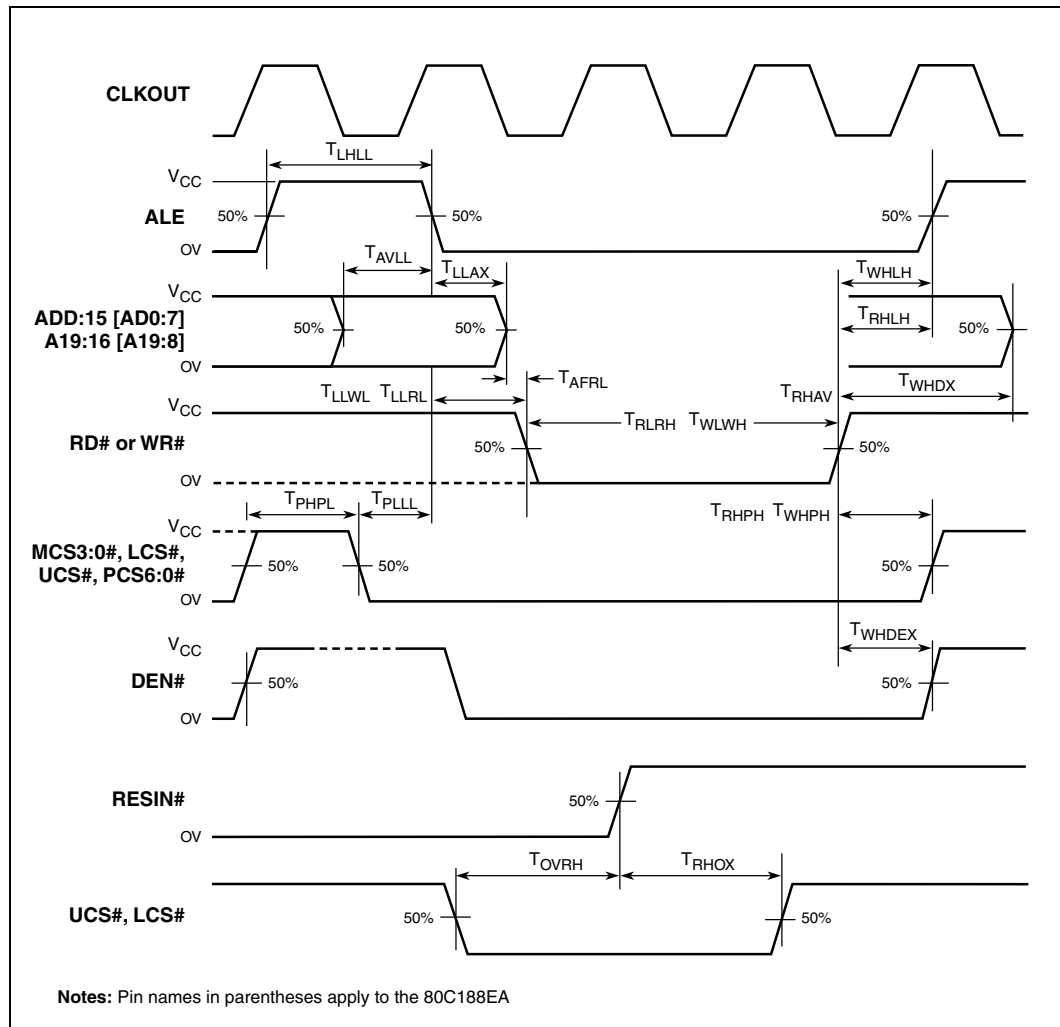 CLKOUT
T_LHLL
V_CC
50%
50%
50%
ALE
OV
T_AVLL
T_LLAX
T_WHLH
V_CC
ADD:15 [AD0:7]
A19:16 [A19:8]
50%
50%
T_RHLH
50%
OV
T_AFRL
T_LLWL T_LLRL
T_RHAV
T_WHDX
V_CC
T_RLRH T_WLWH
RD# or WR#
50%
50%
OV
T_PHPL
T_PLLL
T_RHPH T_WHPH
V_CC
MCS3:0#, LCS#,
UCS#, PCS6:0#
50%
50%
50%
OV
T_WHDEX
V_CC
DEN#
50%
50%
OV
RESIN#
50%
OV
T_OVRH
T_RHOX
UCS#, LCS#
50%
50%
Notes: Pin names in parentheses apply to the 80C188EA